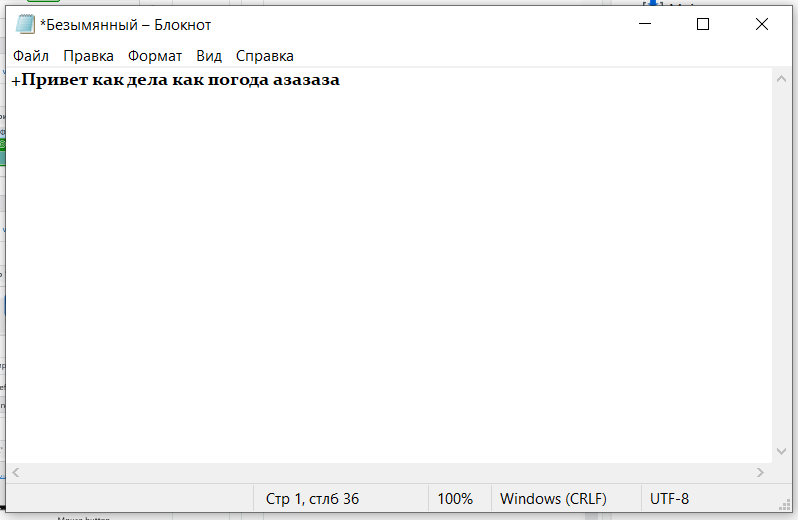 *Безымянный – Блокнот
Файл Правка Формат Вид Справка
+Привет как дела как погода азазаза
Стр 1, стлб 36 100% Windows (CRLF) UTF-8